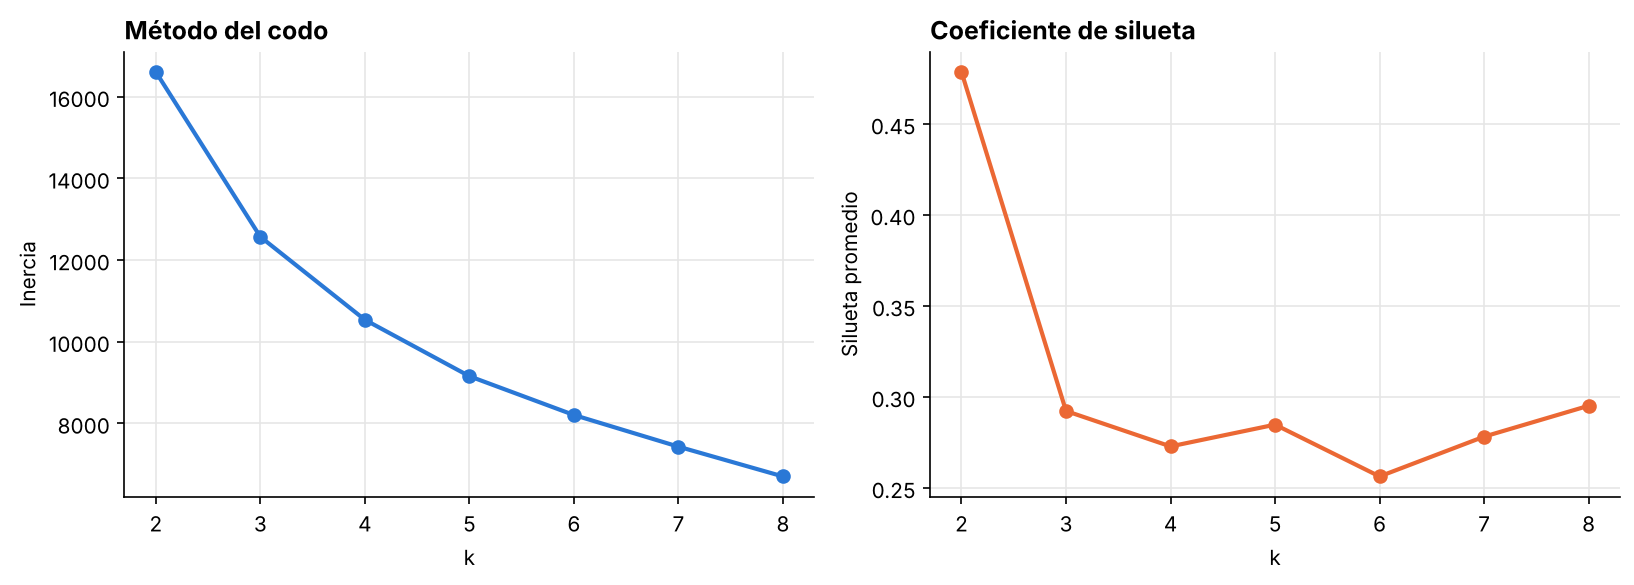 Método del codo
Inercia
16000
14000
12000
10000
8000
2 3 4 5 6 7 8
k
Coeficiente de silueta
Silueta promedio
0.45
0.40
0.35
0.30
0.25
2 3 4 5 6 7 8
k